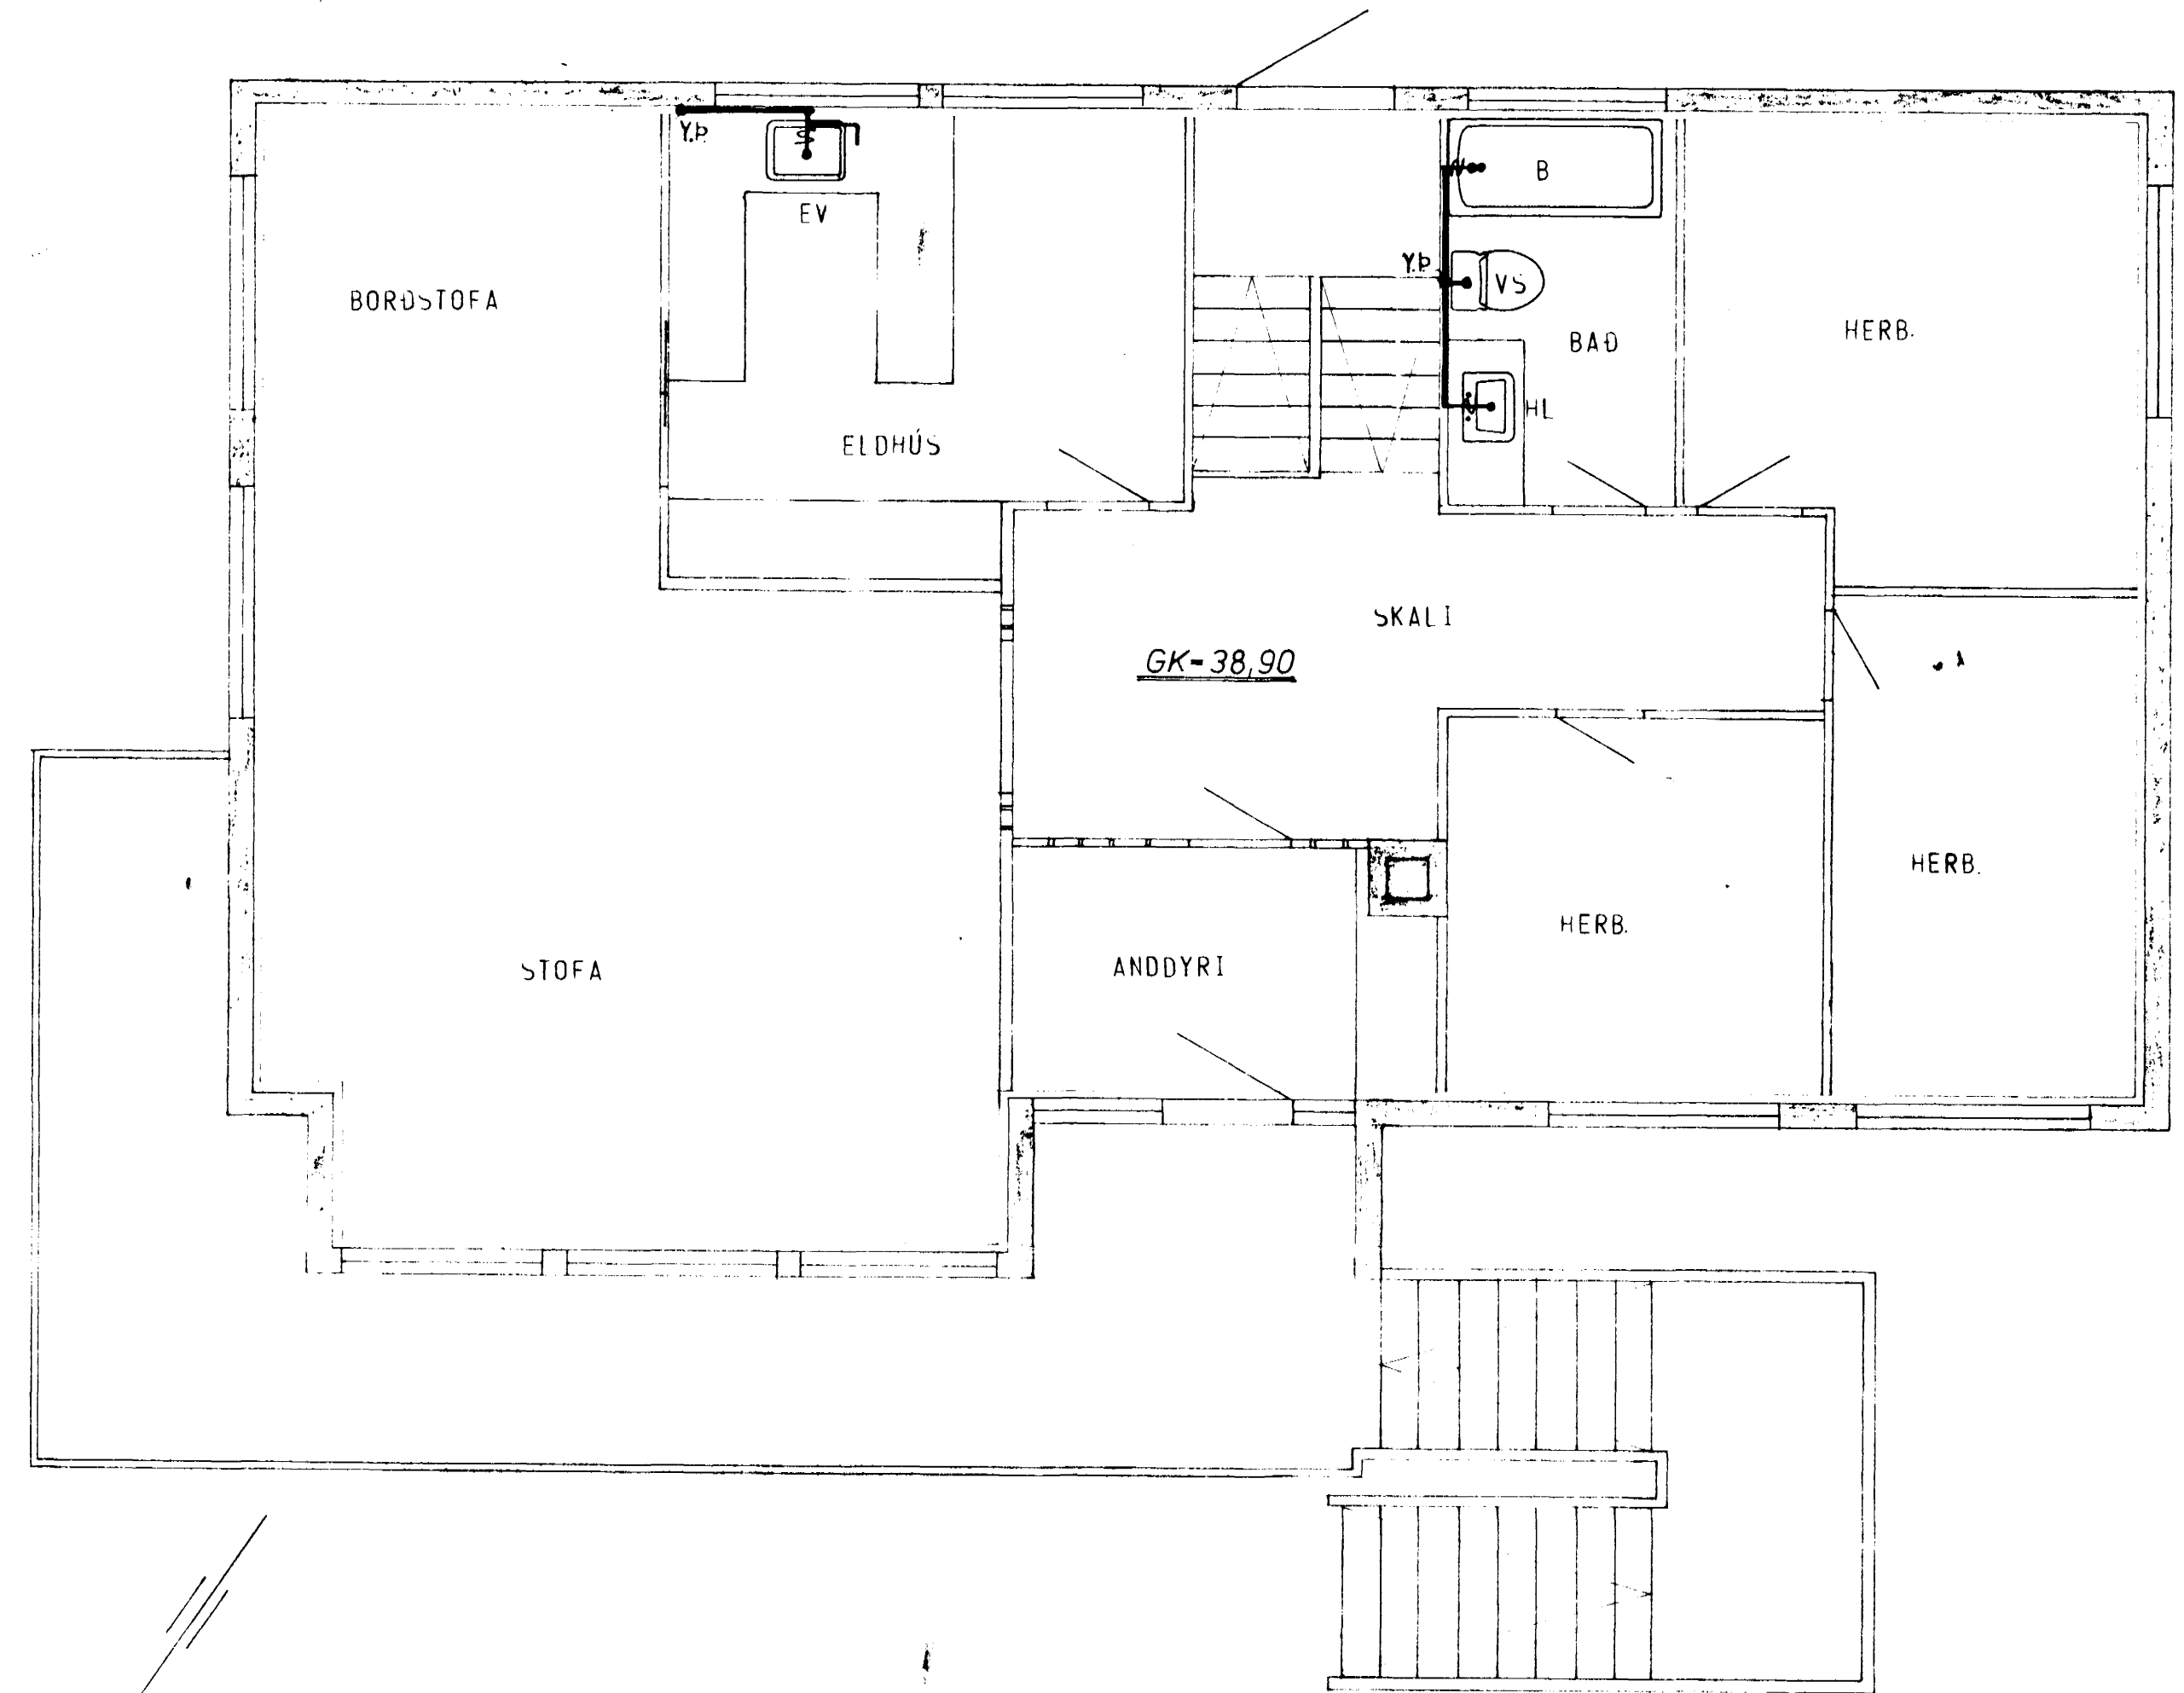 Y.Þ.
EV
B
Y.Þ
VS
BORÐSTOFA
BAÐ
HERB.
HL
ELDHÚS
SKALI
GK-38,90
HERB.
HERB.
STOFA
ANDDYRI